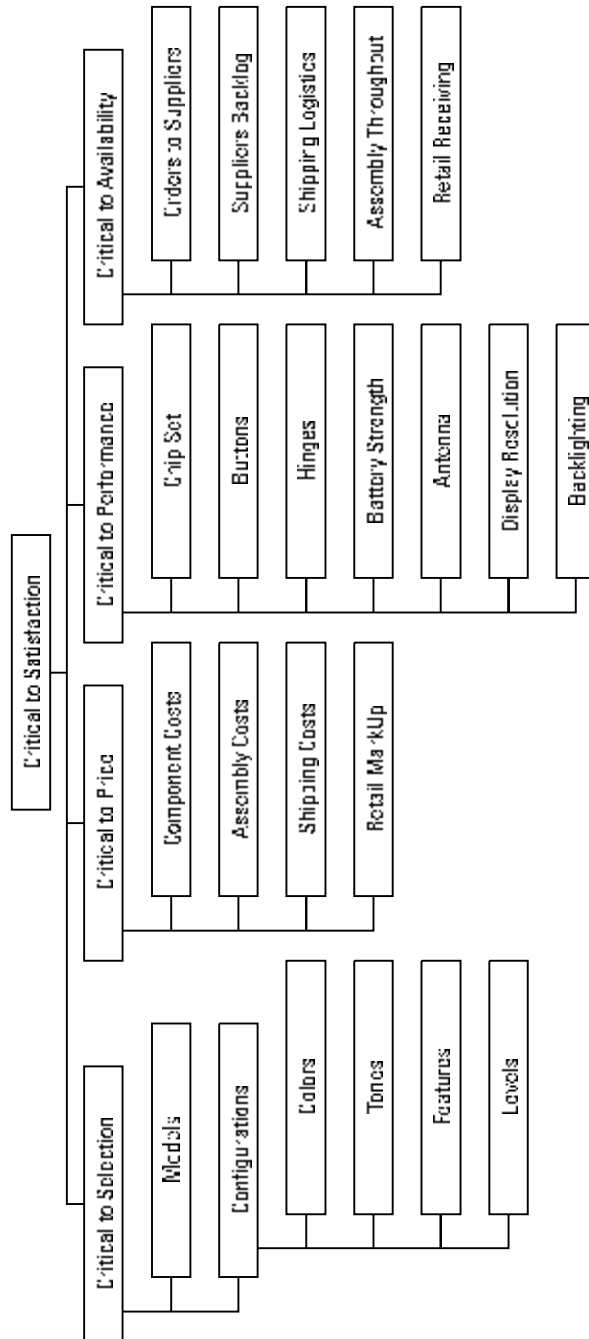 Critical to Satisfaction
Critical to Selection
Models
Configurations
Colors
Tones
Features
Levels
Critical to Price
Component Costs
Assembly Costs
Shipping Costs
Retail MarkUp
Critical to Performance
Chip Set
Buttons
Hinges
Battery Strength
Antenna
Display Resolution
Backlighting
Critical to Availability
Orders to Suppliers
Suppliers Backlog
Shipping Logistics
Assembly Throughout
Retail Receiving